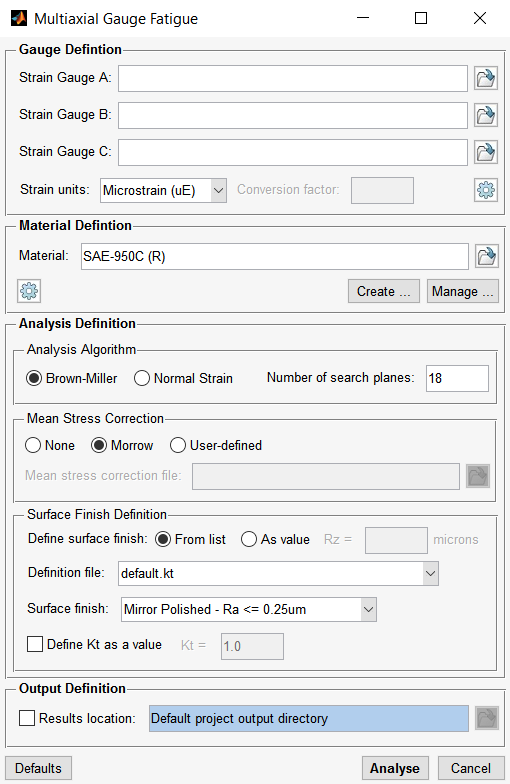 Multiaxial Gauge Fatigue
Gauge Defintion
Strain Gauge A:
Strain Gauge B:
Strain Gauge C:
Strain units: Microstrain (uE) Conversion factor:
Material Defintion
Material: SAE-950C (R)
Create ... Manage ...
Analysis Definition
Analysis Algorithm
Brown-Miller Normal Strain Number of search planes: 18
Mean Stress Correction
None Morrow User-defined
Mean stress correction file:
Surface Finish Definition
Define surface finish: From list As value Rz = microns
Definition file: default.kt
Surface finish: Mirror Polished - Ra <= 0.25um
Define Kt as a value Kt = 1.0
Output Definition
Results location: Default project output directory
Defaults Analyse Cancel